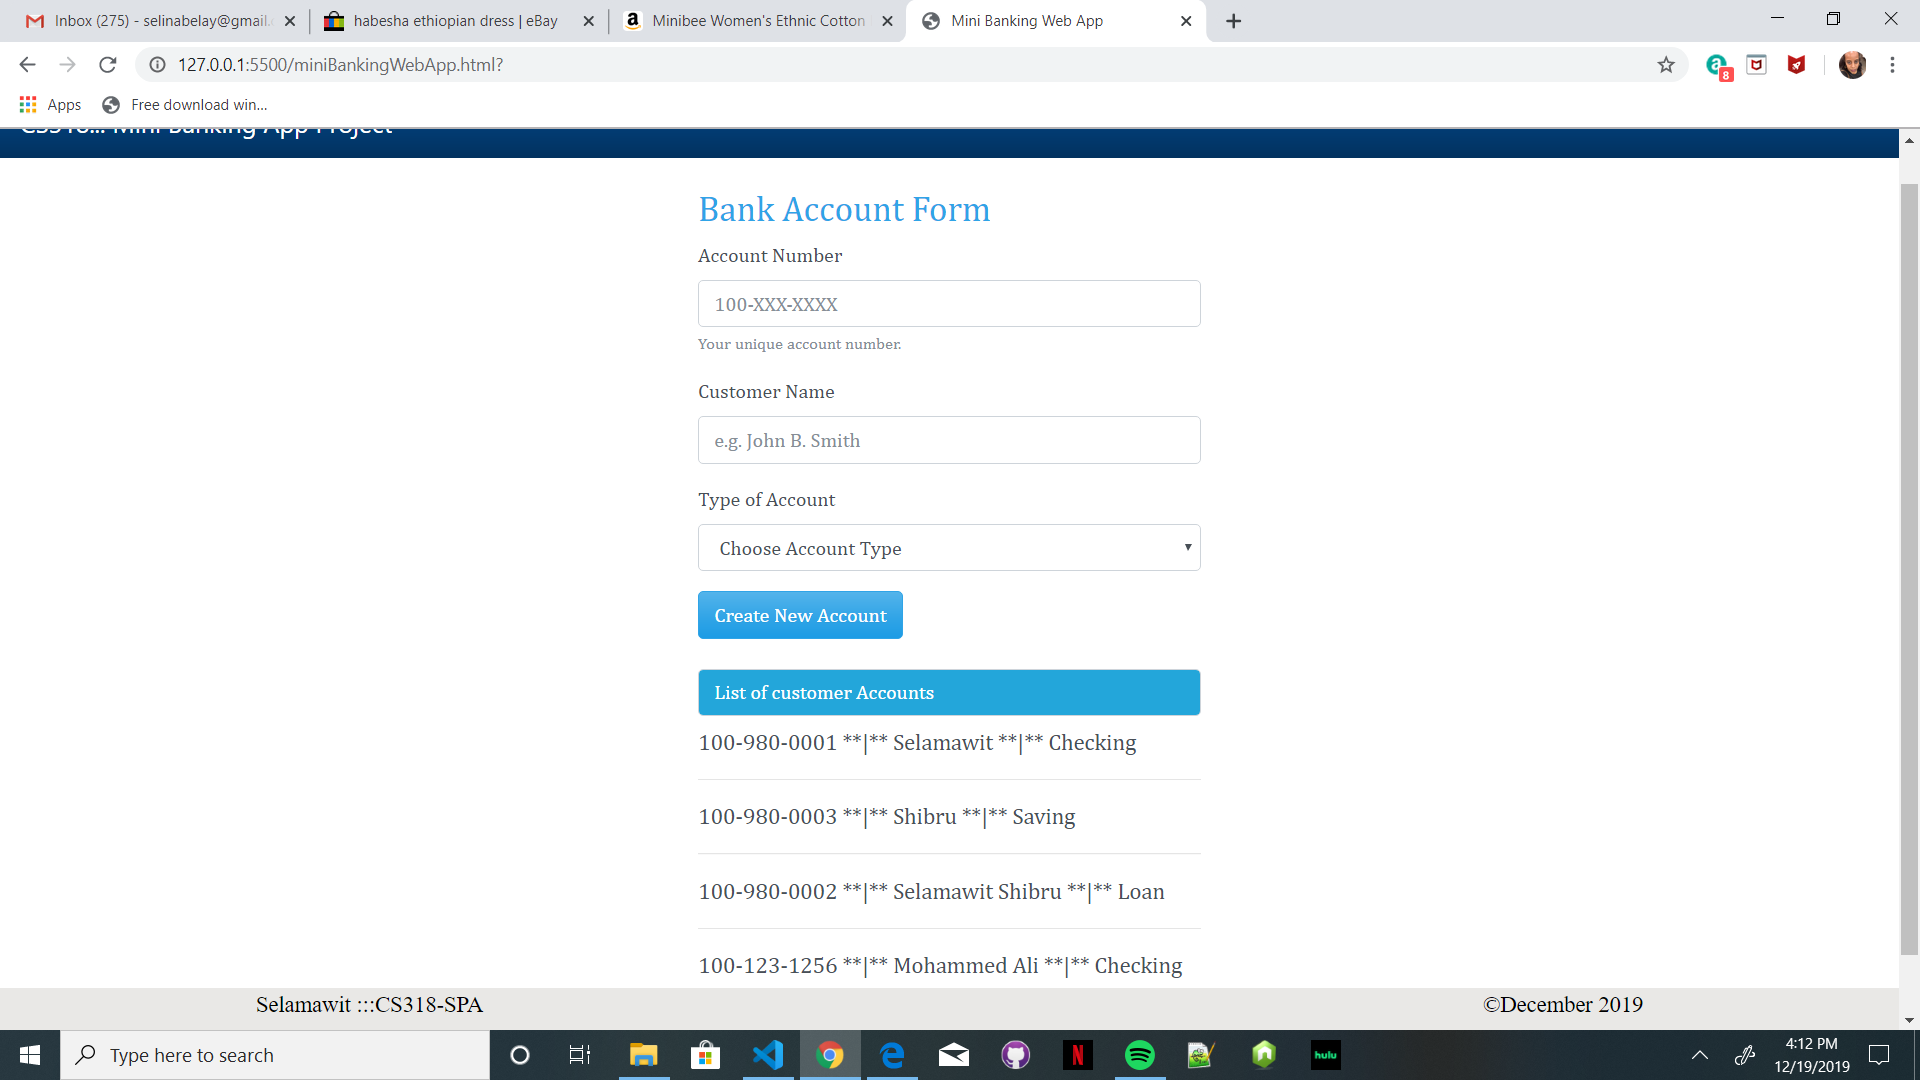 Inbox (275) - selinabelay@gmail.
habesha ethiopian dress | eBay
Minibee Women's Ethnic Cotton
Mini Banking Web App
127.0.0.1:5500/miniBankingWebApp.html?
8
Apps
Free download win...
CS318... Mini Banking App Project
Bank Account Form
Account Number
100-XXX-XXXX
Your unique account number.
Customer Name
e.g. John B. Smith
Type of Account
Choose Account Type
Create New Account
List of customer Accounts
100-980-0001 **|** Selamawit **|** Checking
100-980-0003 **|** Shibru **|** Saving
100-980-0002 **|** Selamawit Shibru **|** Loan
100-123-1256 **|** Mohammed Ali **|** Checking
Selamawit :::CS318-SPA
©December 2019
Type here to search
hulu
4:12 PM
12/19/2019